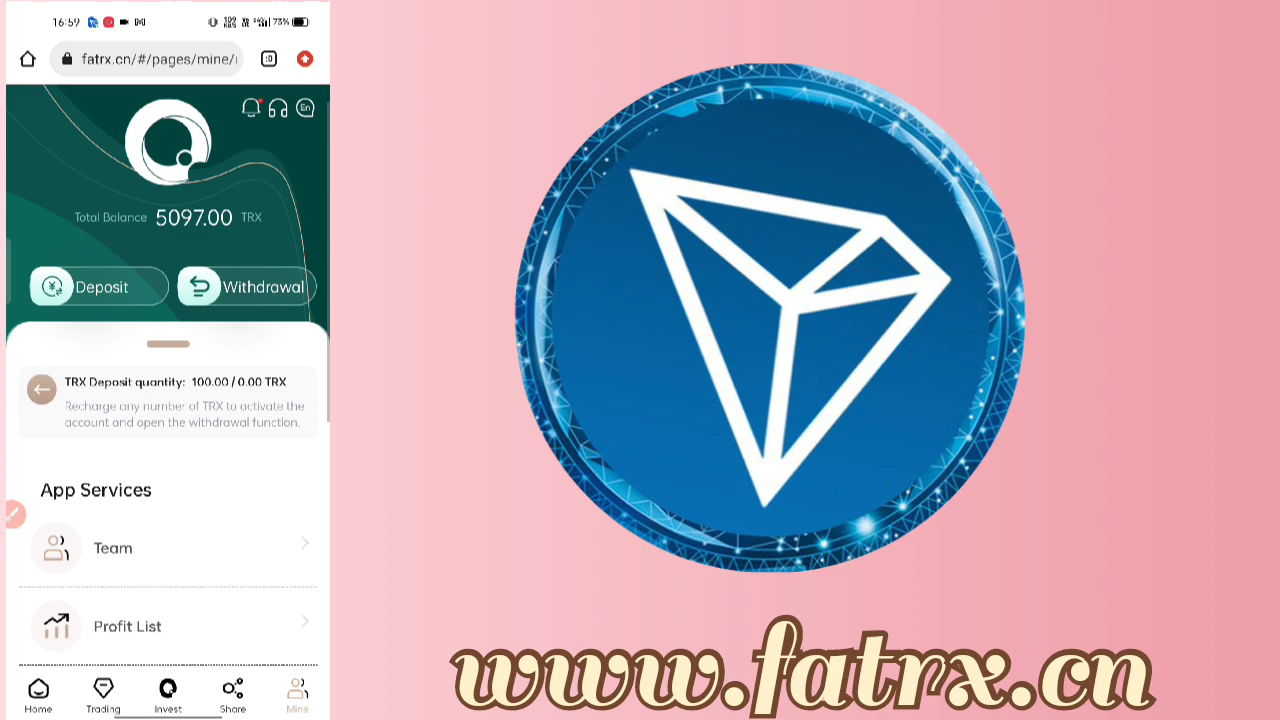 16:59 73%
fatrx.cn/#/pages/mine/
En
Total Balance 5097.00 TRX
Deposit
Withdrawal
TRX Deposit quantity: 100.00 / 0.00 TRX
Recharge any number of TRX to activate the
account and open the withdrawal function.
App Services
Team
Profit List
Home Trading Invest Share Mine
www.fatrx.cn